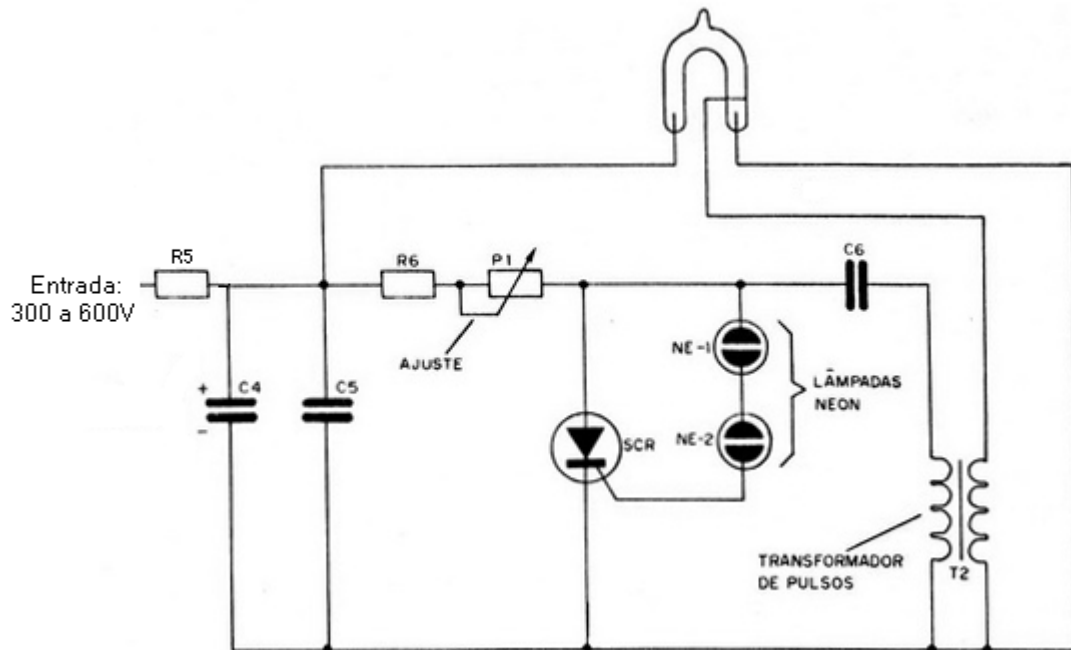 R5
Entrada:
300 a 600V
R6
P1
AJUSTE
C4
+
-
C5
SCR
NE-1
NE-2
LÂMPADAS
NEON
C6
TRANSFORMADOR
DE PULSOS
T2